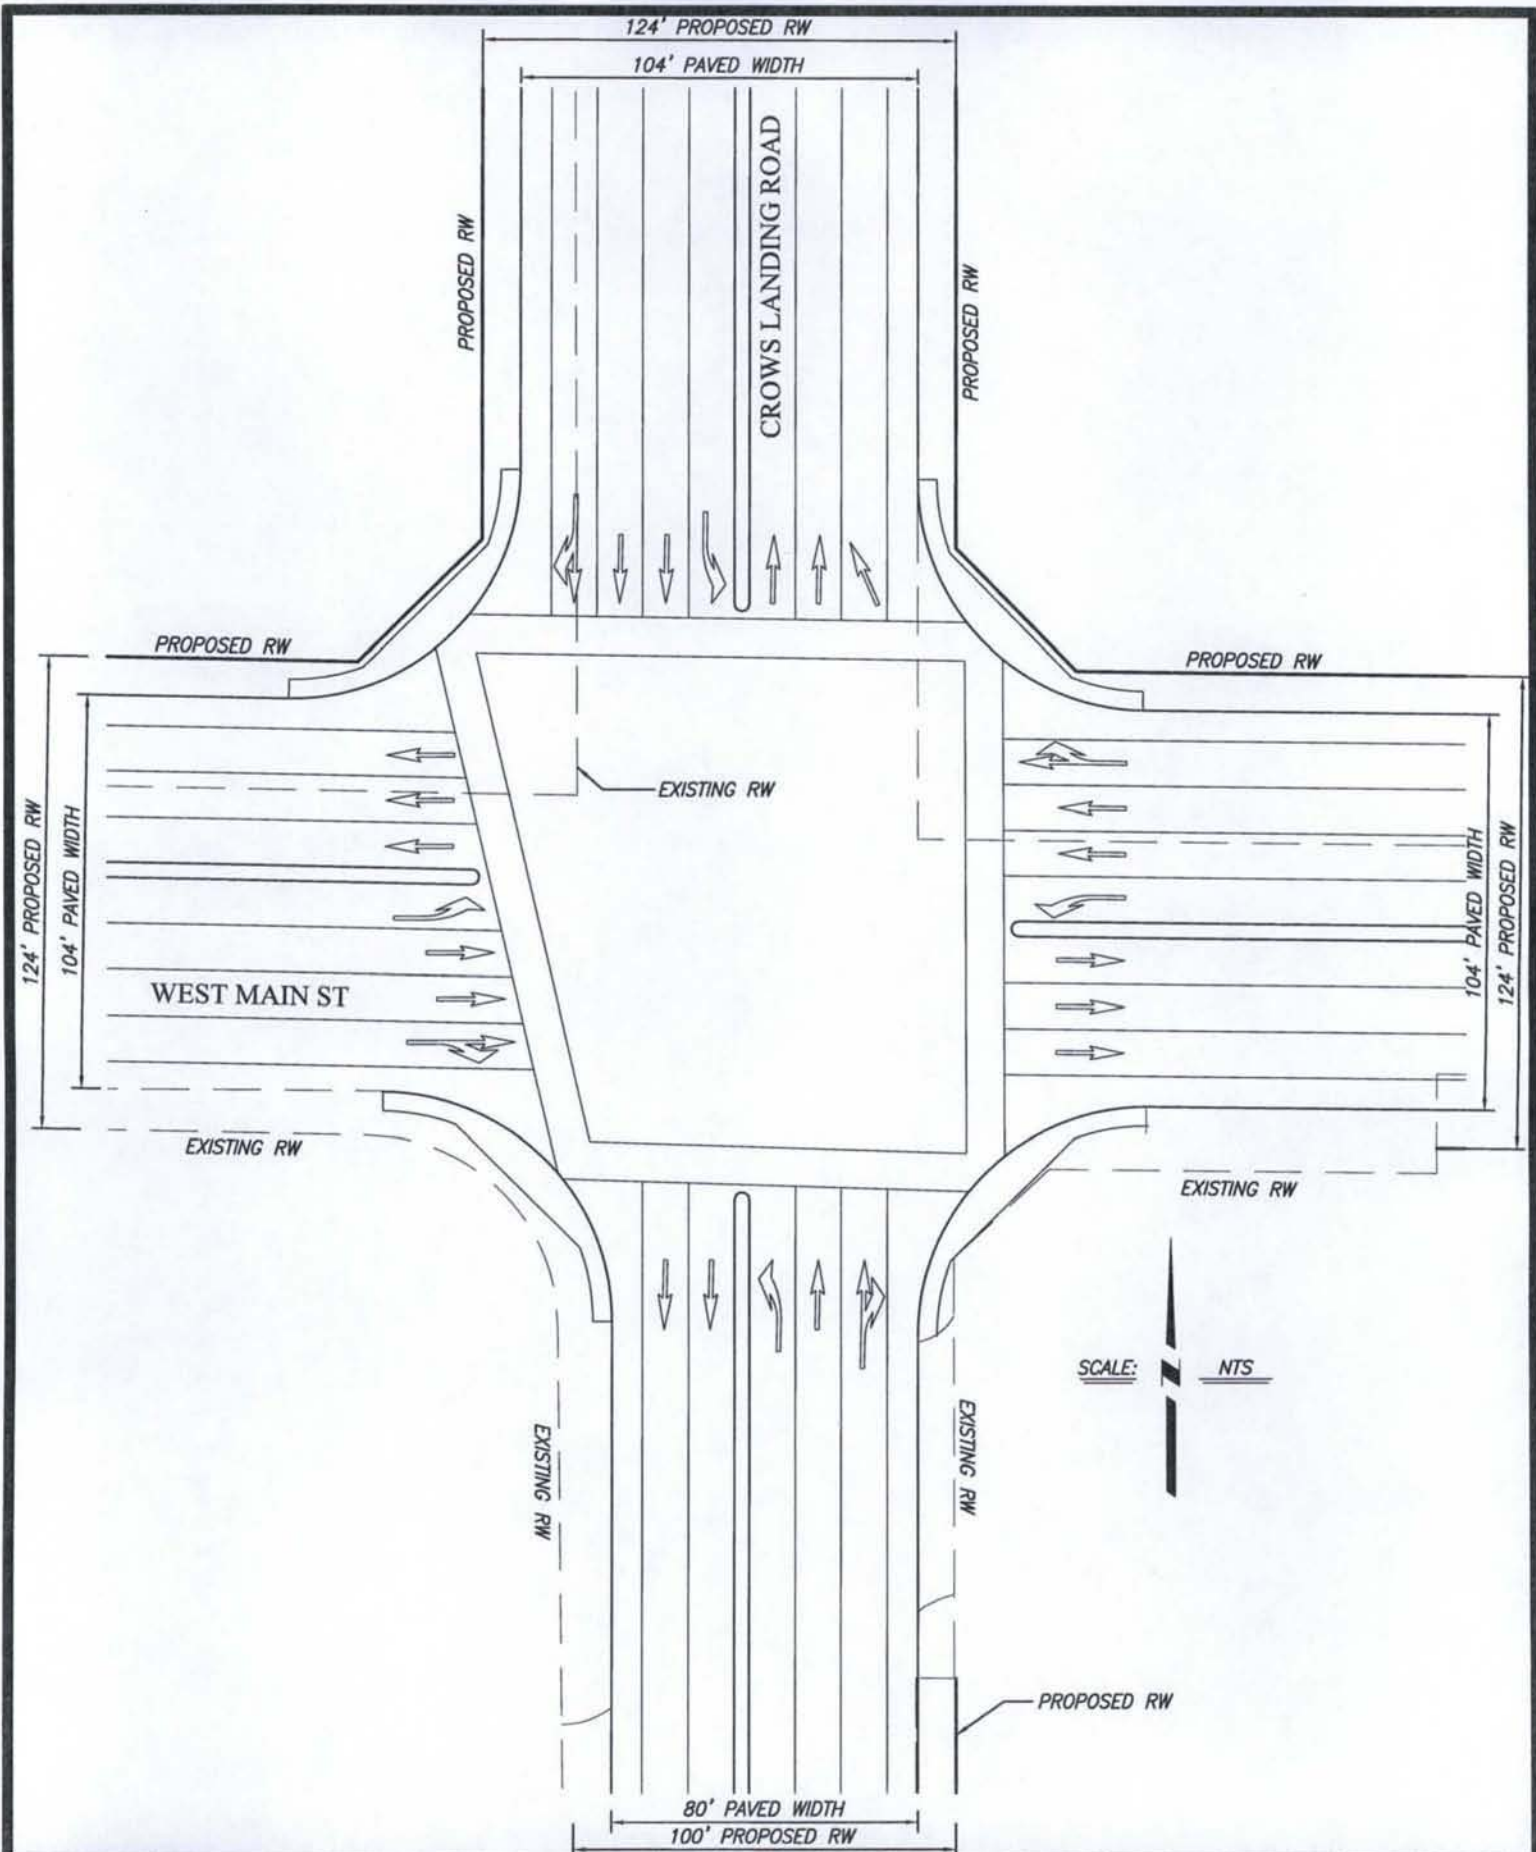 124' PROPOSED RW
104' PAVED WIDTH
CROWS LANDING ROAD
PROPOSED RW
PROPOSED RW
PROPOSED RW
PROPOSED RW
EXISTING RW
124' PROPOSED RW
104' PAVED WIDTH
104' PAVED WIDTH
124' PROPOSED RW
WEST MAIN ST
EXISTING RW
EXISTING RW
SCALE: N NTS
EXISTING RW
EXISTING RW
PROPOSED RW
80' PAVED WIDTH
100' PROPOSED RW